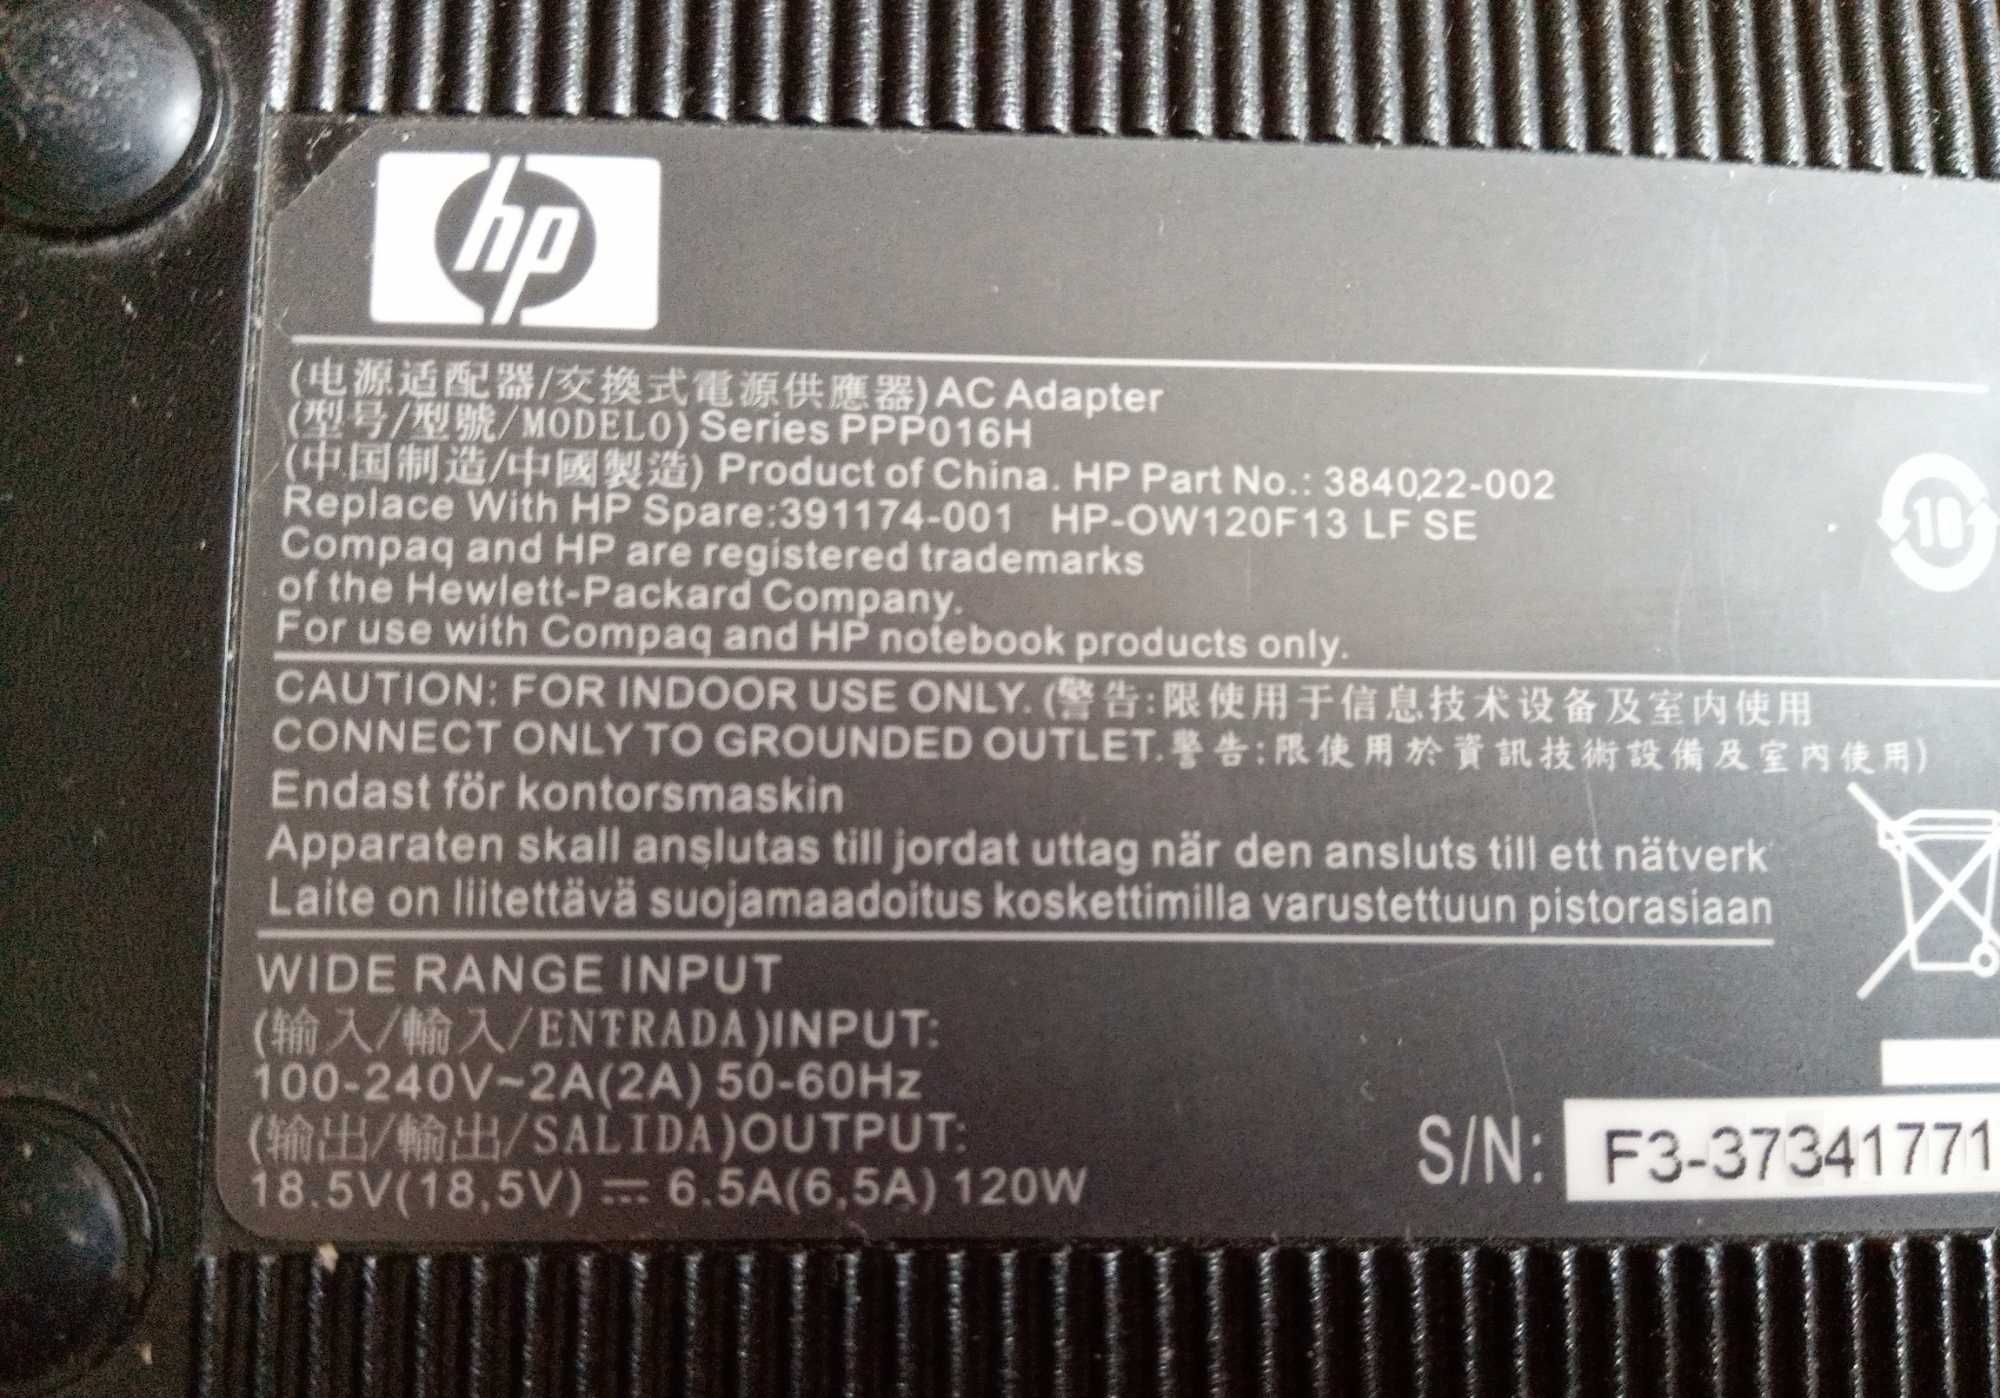 hp
(电源适配器/交換式電源供應器)AC Adapter
(型号/型號/MODELO) Series PPP016H
(中国制造/中國製造) Product of China. HP Part No.: 384022-002
Replace With HP Spare:391174-001 HP-OW120F13 LF SE
Compaq and HP are registered trademarks
of the Hewlett-Packard Company.
For use with Compaq and HP notebook products only.
10
CAUTION: FOR INDOOR USE ONLY. (警告:限使用于信息技术设备及室内使用
CONNECT ONLY TO GROUNDED OUTLET.警告:限使用於資訊技術設備及室內使用)
Endast för kontorsmaskin
Apparaten skall anslutas till jordat uttag när den ansluts till ett nätverk
Laite on liitettävä suojamaadoitus koskettimilla varustettuun pistorasiaan
WIDE RANGE INPUT
(输入/輸入/ENTRADA)INPUT:
100-240V~2A(2A) 50-60Hz
(输出/輸出/SALIDA)OUTPUT:
18.5V(18,5V) ⎓ 6.5A(6,5A) 120W
S/N: F3-37341771